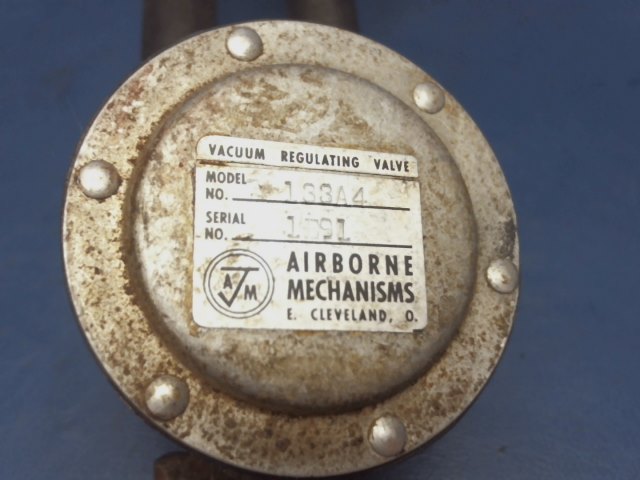 VACUUM REGULATING VALVE
MODEL
NO. 133A4
SERIAL
NO.
AIRBORNE
MECHANISMS
E. CLEVELAND, O.
A M